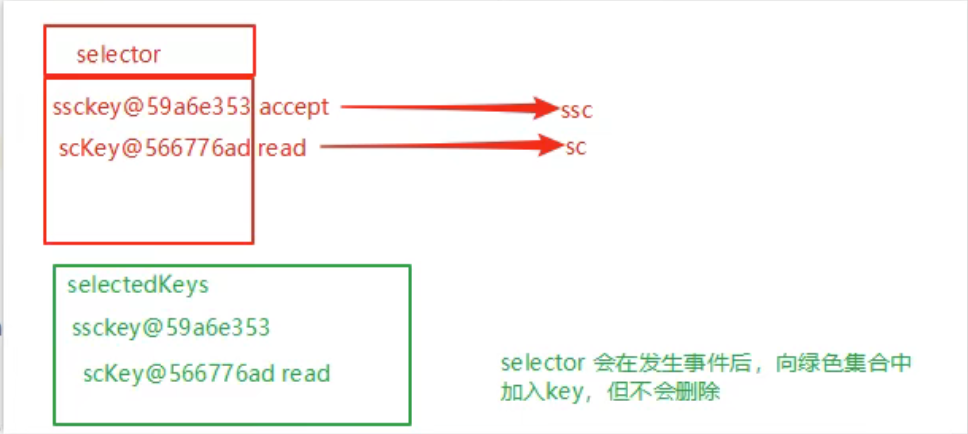 selector
ssckey@59a6e353 accept
ssc
scKey@566776ad read
sc
selectedKeys
ssckey@59a6e353
scKey@566776ad read
selector 会在发生事件后，向绿色集合中
加入key，但不会删除